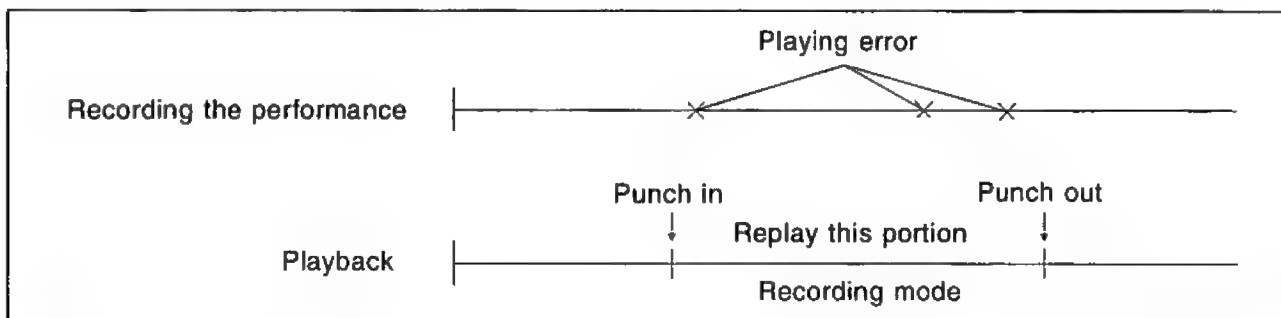 Playing error
Recording the performance
Punch in
Punch out
Replay this portion
Playback
Recording mode